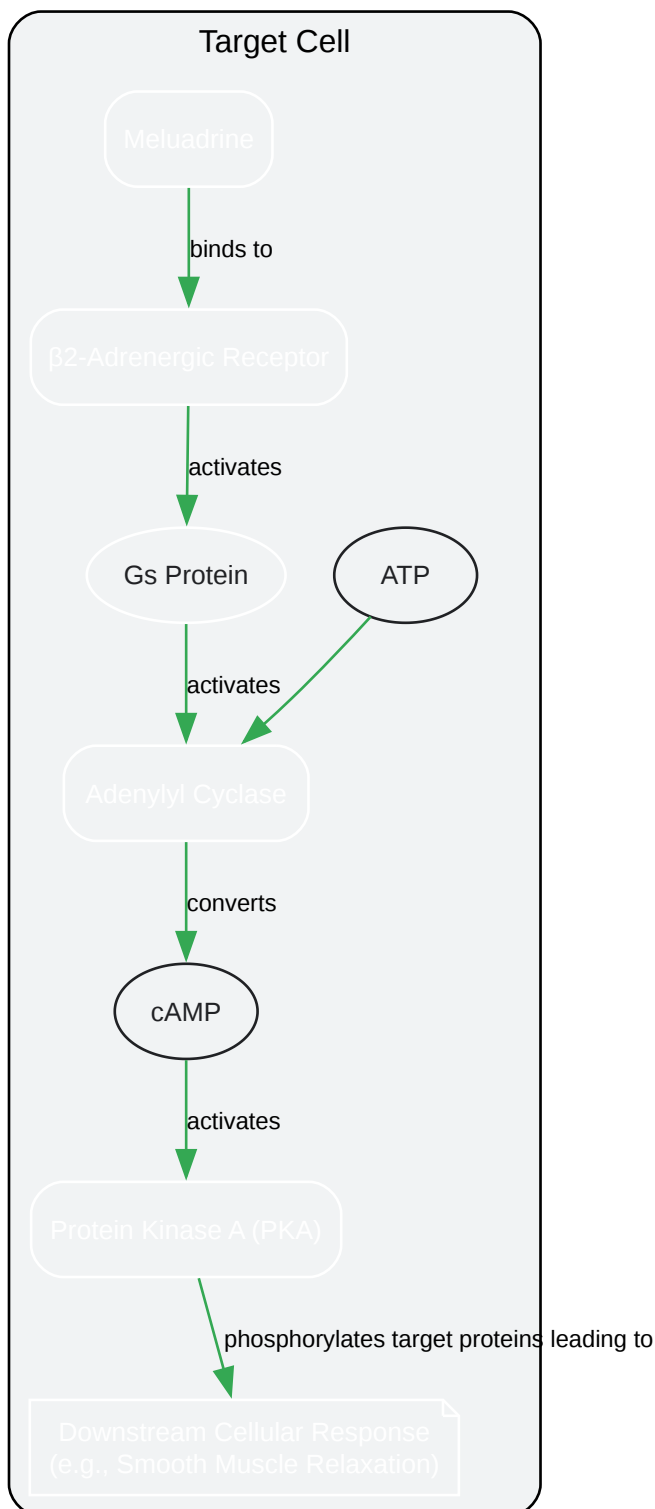 Target Cell
Meluadrine
binds to
β2-Adrenergic Receptor
activates
Gs Protein
ATP
activates
Adenylyl Cyclase
converts
cAMP
activates
Protein Kinase A (PKA)
phosphorylates target proteins leading to
Downstream Cellular Response
(e.g., Smooth Muscle Relaxation)